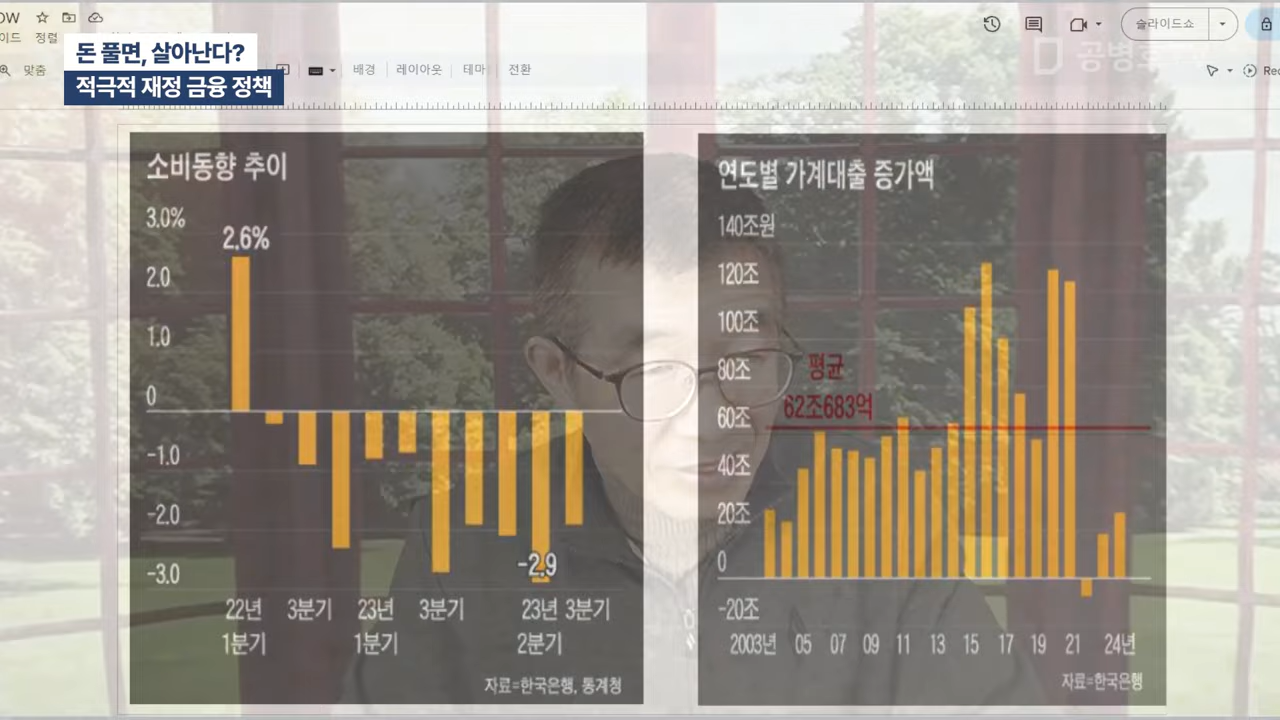 OW
이드 정렬
돈 풀면, 살아난다?
적극적 재정 금융 정책
맞춤
배경 레이아웃 테마 전환
슬라이드쇼
Rec
공병호
소비동향 추이
3.0%
2.6%
2.0
1.0
0
-1.0
-2.0
-3.0
-2.9
22년 3분기 23년 3분기 23년 3분기
1분기 1분기 2분기
자료=한국은행, 통계청
연도별 가계대출 증가액
140조원
120조
100조
80조
평균
62조683억
60조
40조
20조
0
-20조
2003년 05 07 09 11 13 15 17 19 21 24년
자료=한국은행